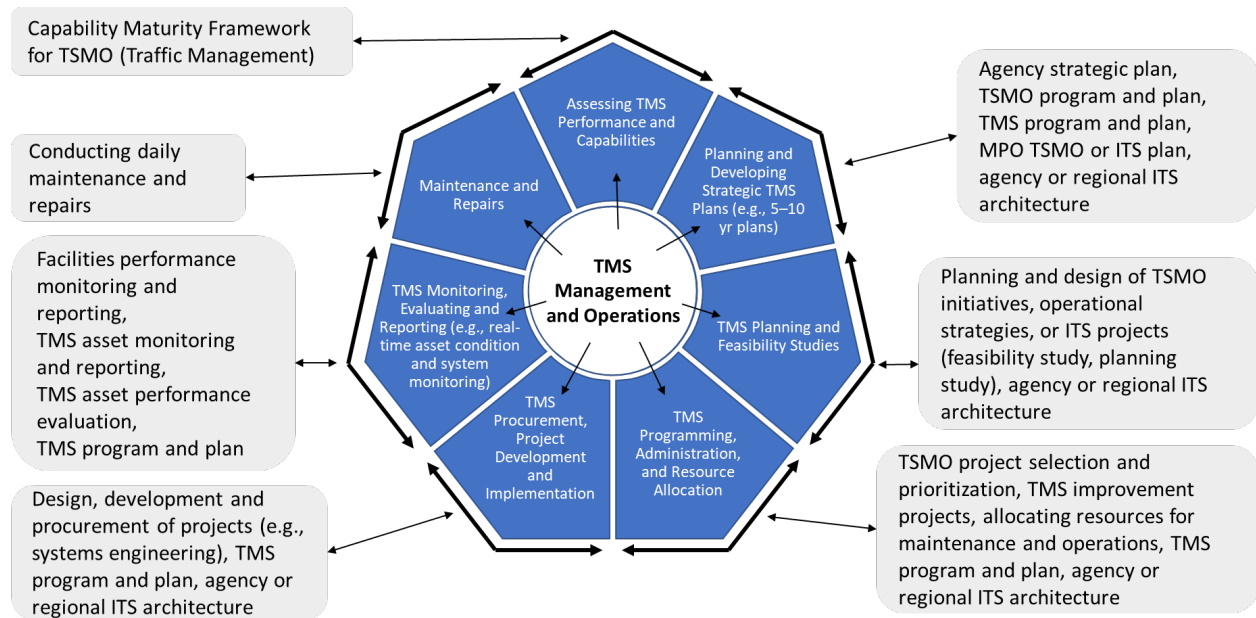 Capability Maturity Framework
for TSMO (Traffic Management)
Agency strategic plan,
TSMO program and plan,
TMS program and plan,
MPO TSMO or ITS plan,
agency or regional ITS
architecture
Assessing TMS
Performance and
Capabilities
Planning and
Developing
Strategic TMS
Plans (e.g., 5–10
yr plans)
Conducting daily
maintenance and
repairs
Maintenance and
Repairs
TMS
Management
and Operations
Facilities performance
monitoring and
reporting,
TMS asset monitoring
and reporting,
TMS asset performance
evaluation,
TMS program and plan
TMS Monitoring,
Evaluating and
Reporting (e.g., real-
time asset condition
and system
monitoring)
TMS Planning and
Feasibility Studies
Planning and design of TSMO
initiatives, operational
strategies, or ITS projects
(feasibility study, planning
study), agency or regional ITS
architecture
TMS
Procurement,
Project
Development
and
Implementation
TMS
Programming,
Administration,
and Resource
Allocation
Design, development and
procurement of projects (e.g.,
systems engineering), TMS
program and plan, agency or
regional ITS architecture
TSMO project selection and
prioritization, TMS improvement
projects, allocating resources for
maintenance and operations, TMS
program and plan, agency or
regional ITS architecture